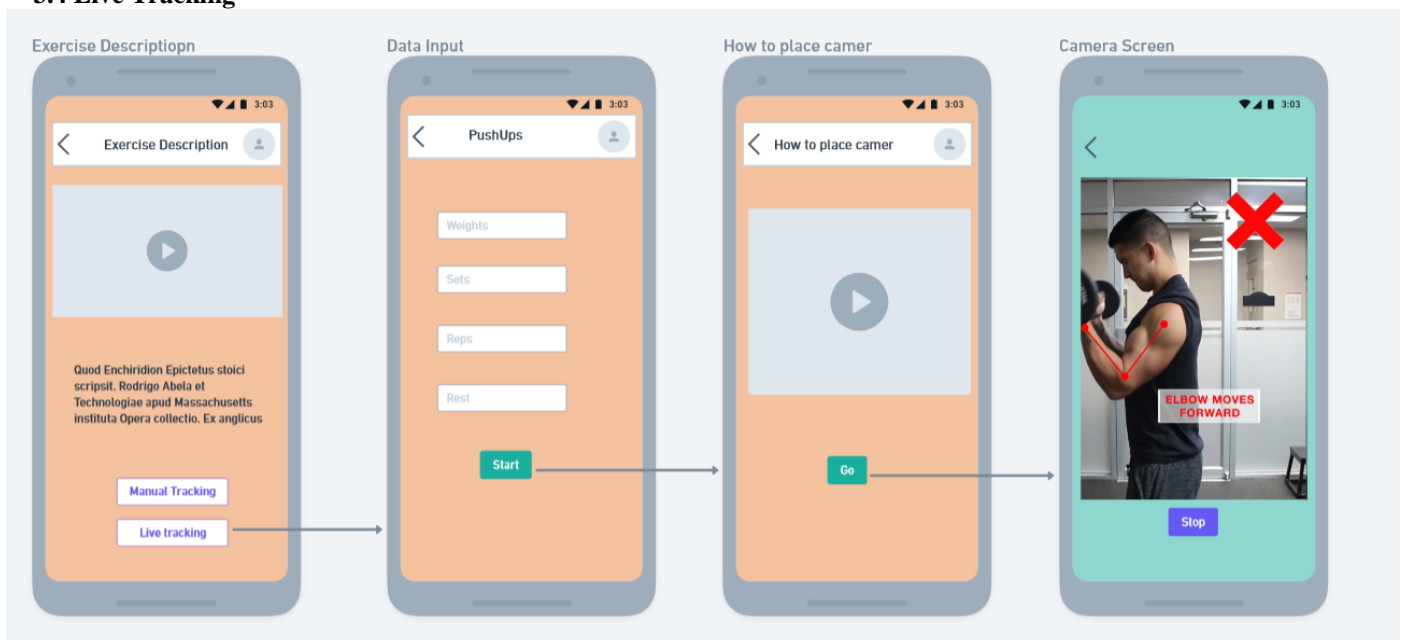 3.4 Live Tracking
Exercise Descriptiopn
3:03
Exercise Description
Quod Enchiridion Epictetus stoici
scripsit. Rodrigo Abela et
Technologiae apud Massachusetts
instituta Opera collectio. Ex anglicus
Manual Tracking
Live tracking
Data Input
3:03
PushUps
Weights
Sets
Reps
Rest
Start
How to place camer
3:03
How to place camer
Go
Camera Screen
3:03
ELBOW MOVES
FORWARD
Stop